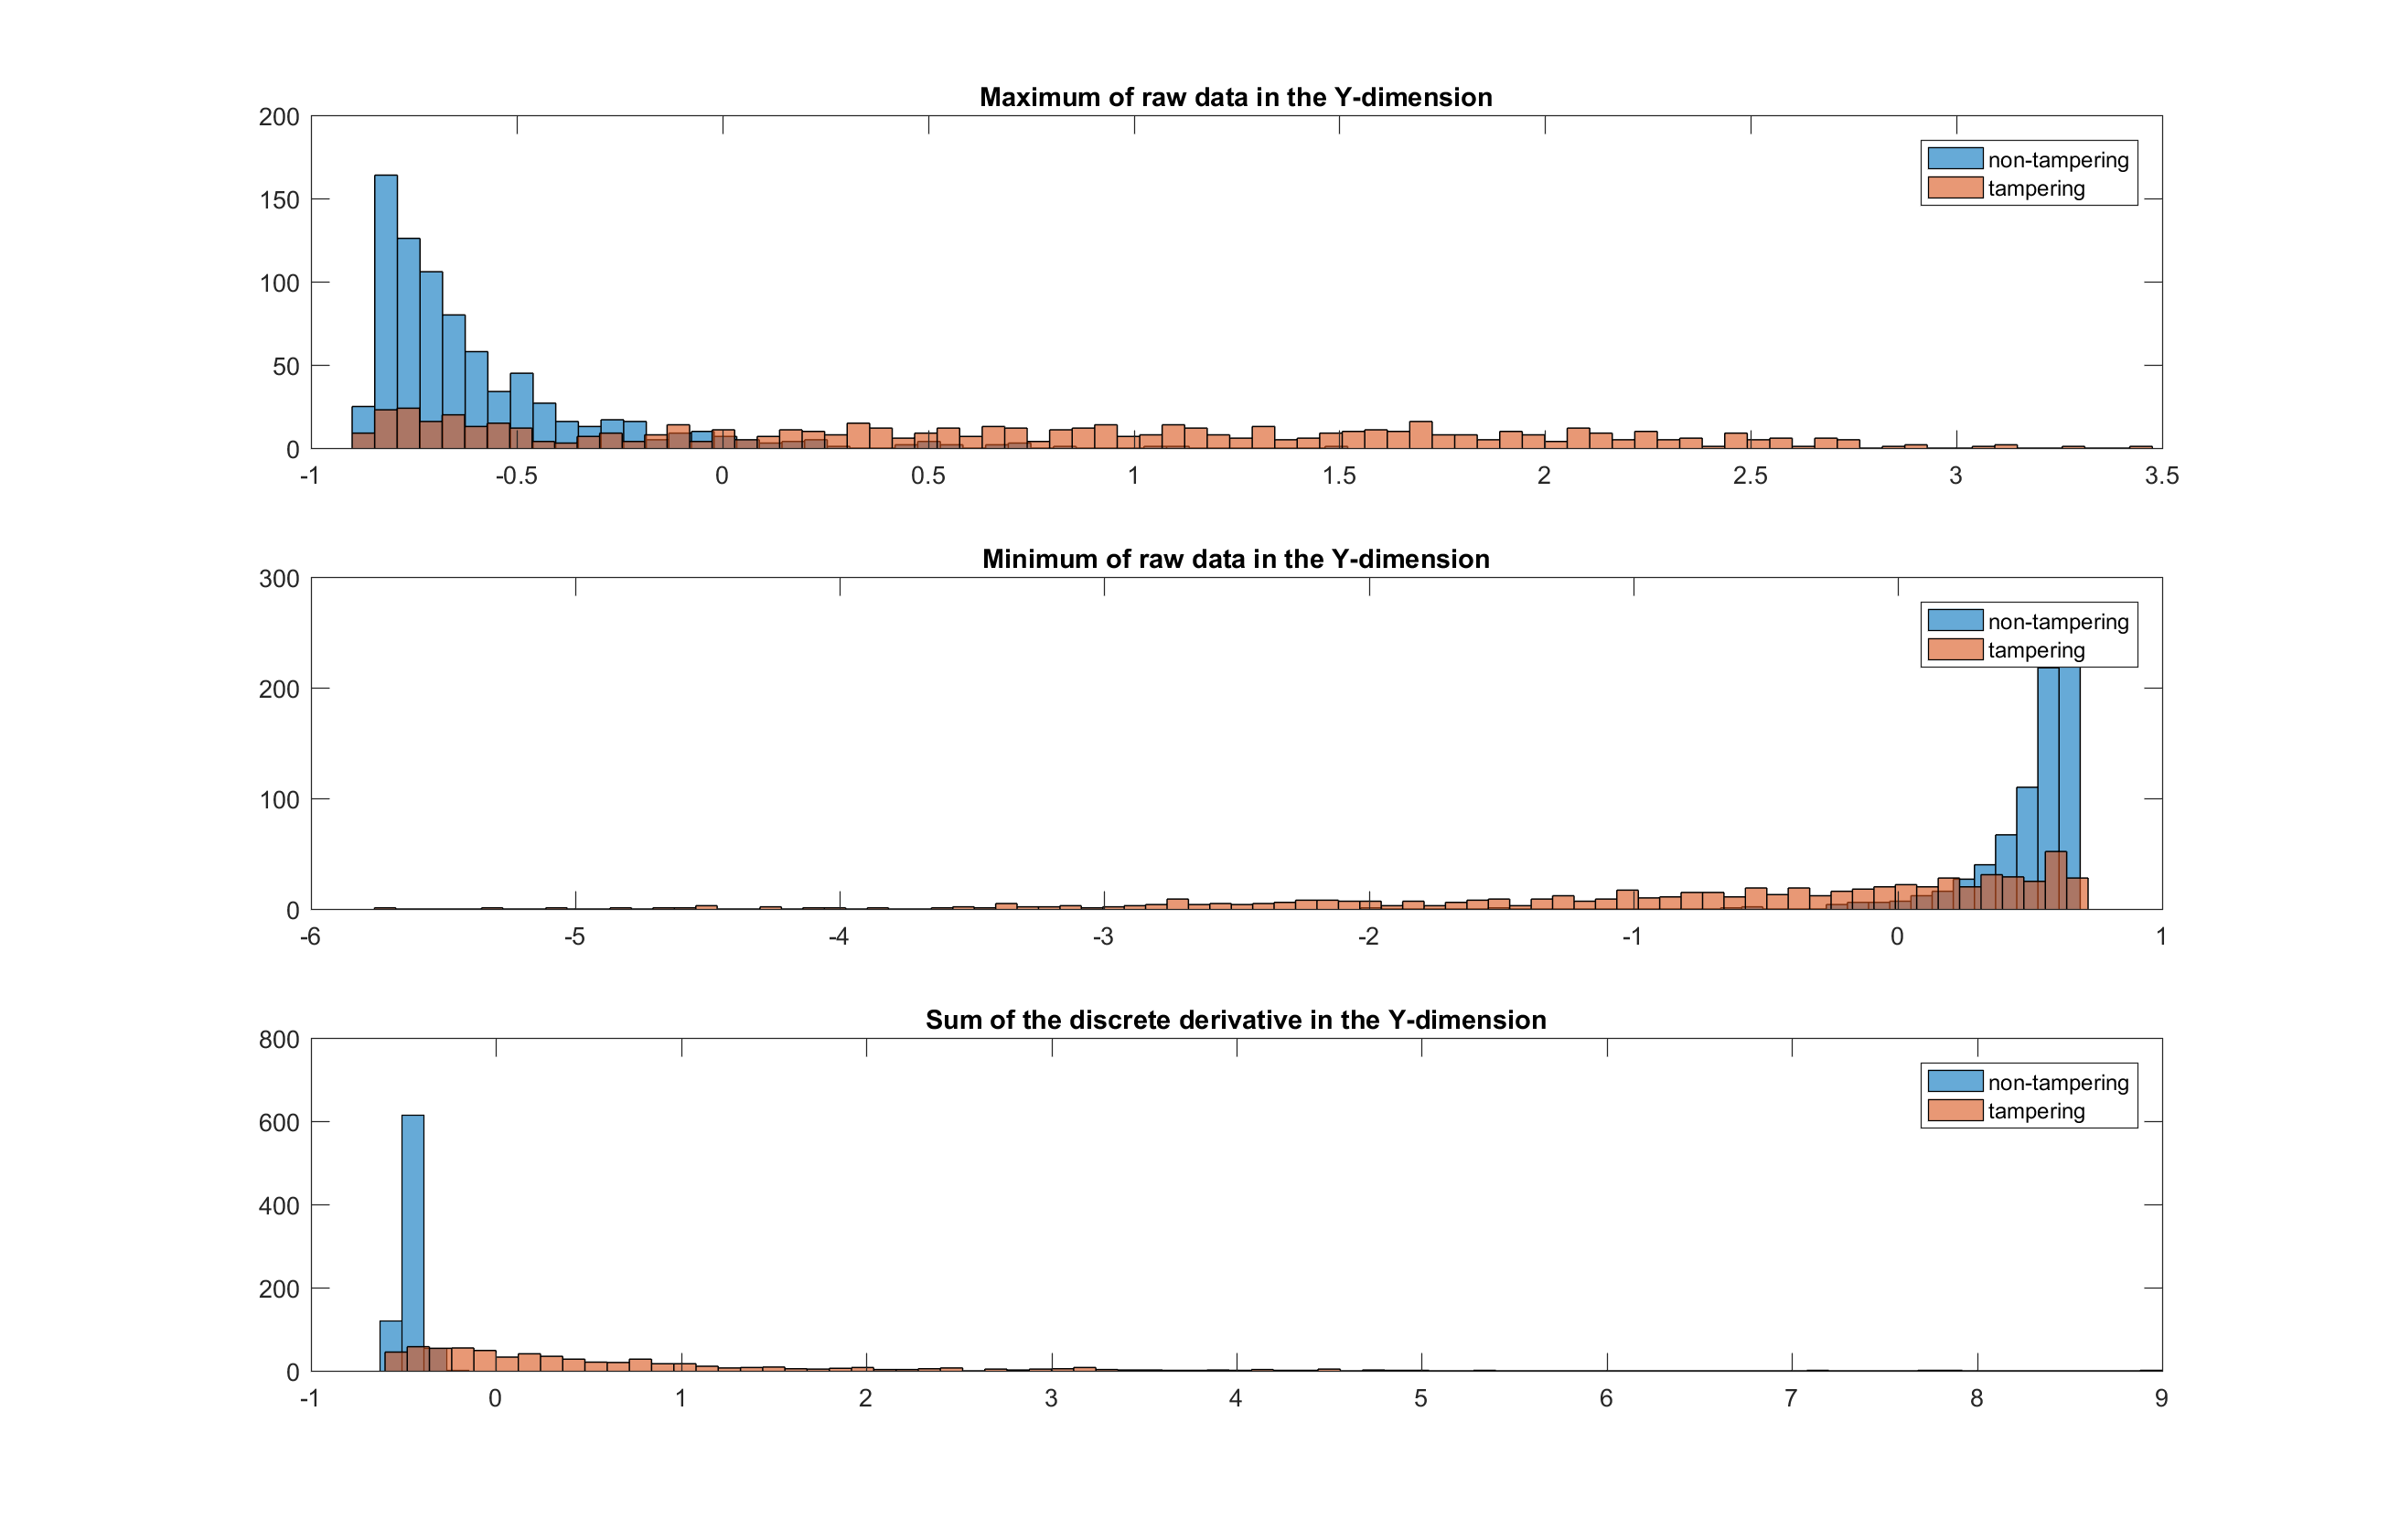 Maximum of raw data in the Y-dimension
200
150
100
50
0
-1 -0.5 0 0.5 1 1.5 2 2.5 3 3.5
non-tampering
tampering
Minimum of raw data in the Y-dimension
300
200
100
0
-6 -5 -4 -3 -2 -1 0 1
non-tampering
tampering
Sum of the discrete derivative in the Y-dimension
800
600
400
200
0
-1 0 1 2 3 4 5 6 7 8 9
non-tampering
tampering